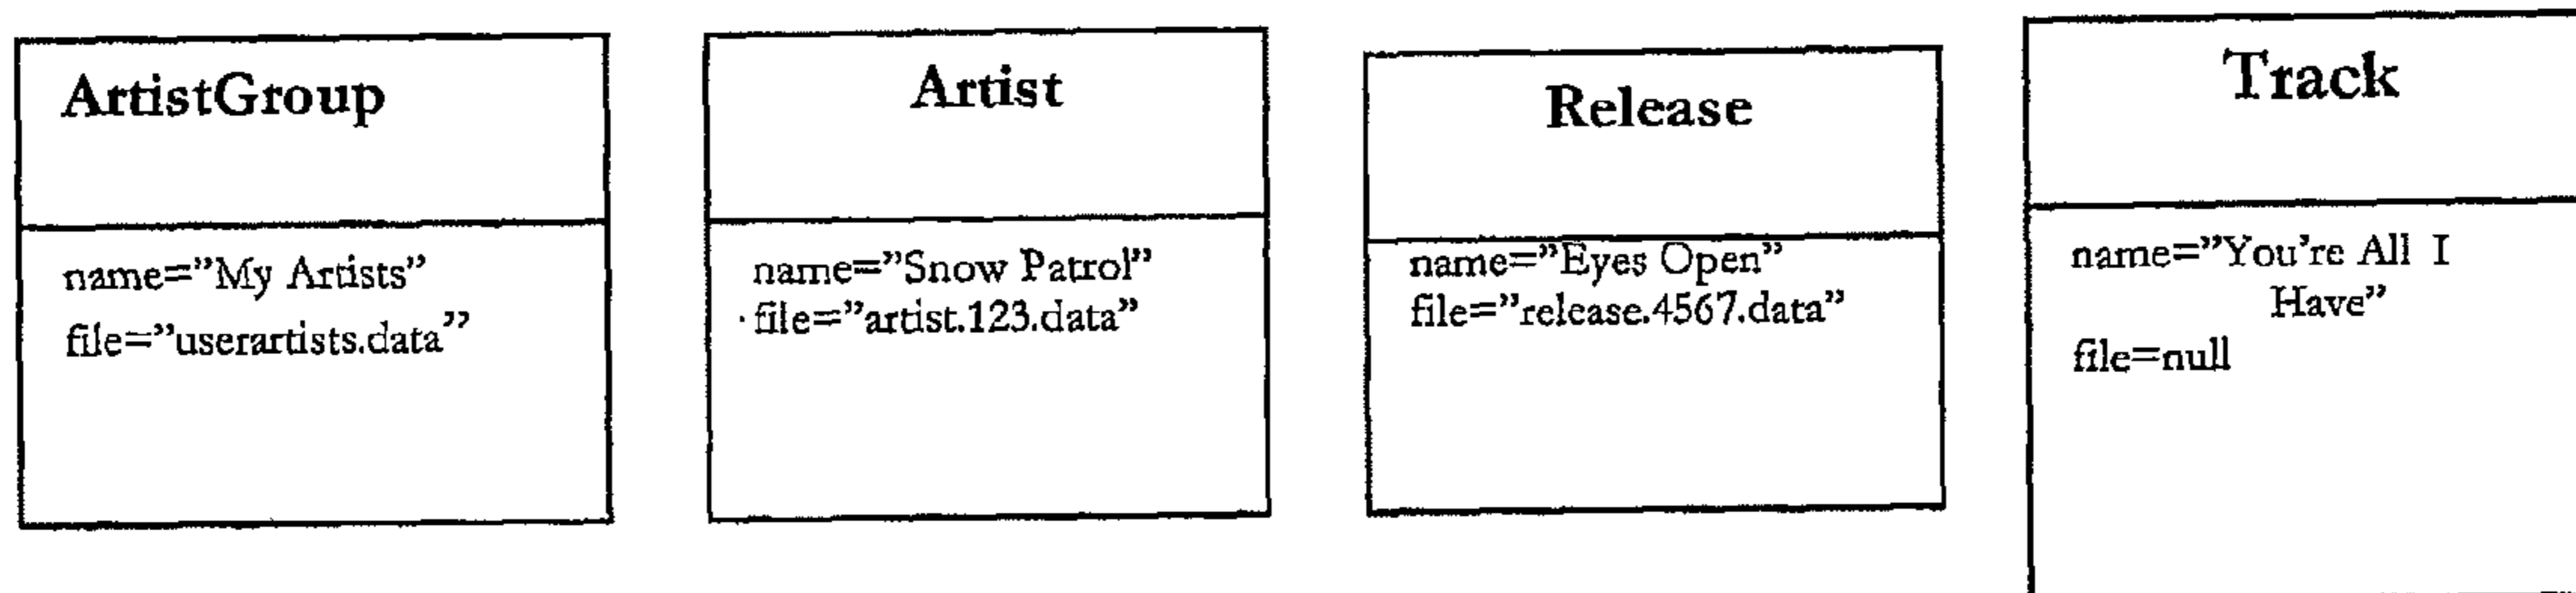 ArtistGroup
name=”My Artists”
file=”userartists.data”
Artist
name=”Snow Patrol”
file=”artist.123.data”
Release
name=”Eyes Open”
file=”release.4567.data”
Track
name=”You’re All I
Have”
file=null